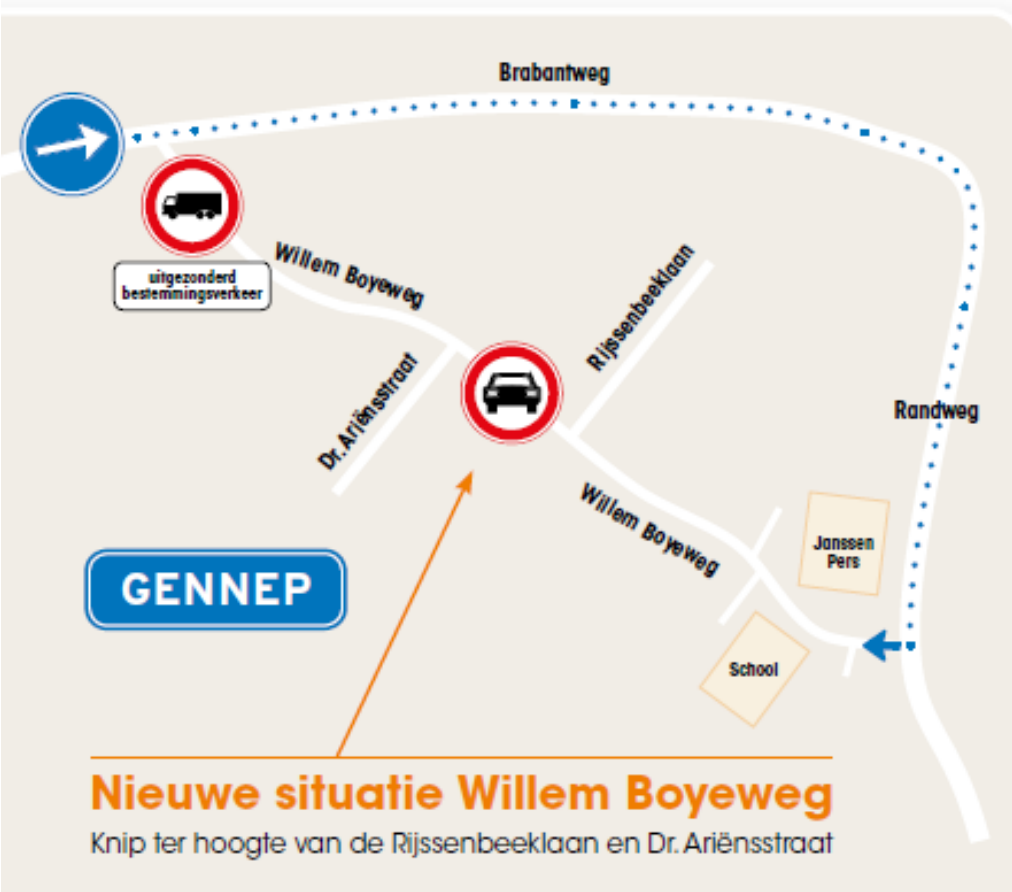 Brabantweg
uitgezonderd
bestemmingsverkeer
Willem Boyeweg
Rijssenbeeklaan
Dr. Ariënsstraat
Randweg
Willem Boyeweg
Janssen
Pers
GENNEP
School
Nieuwe situatie Willem Boyeweg
Knip ter hoogte van de Rijssenbeeklaan en Dr. Ariënsstraat